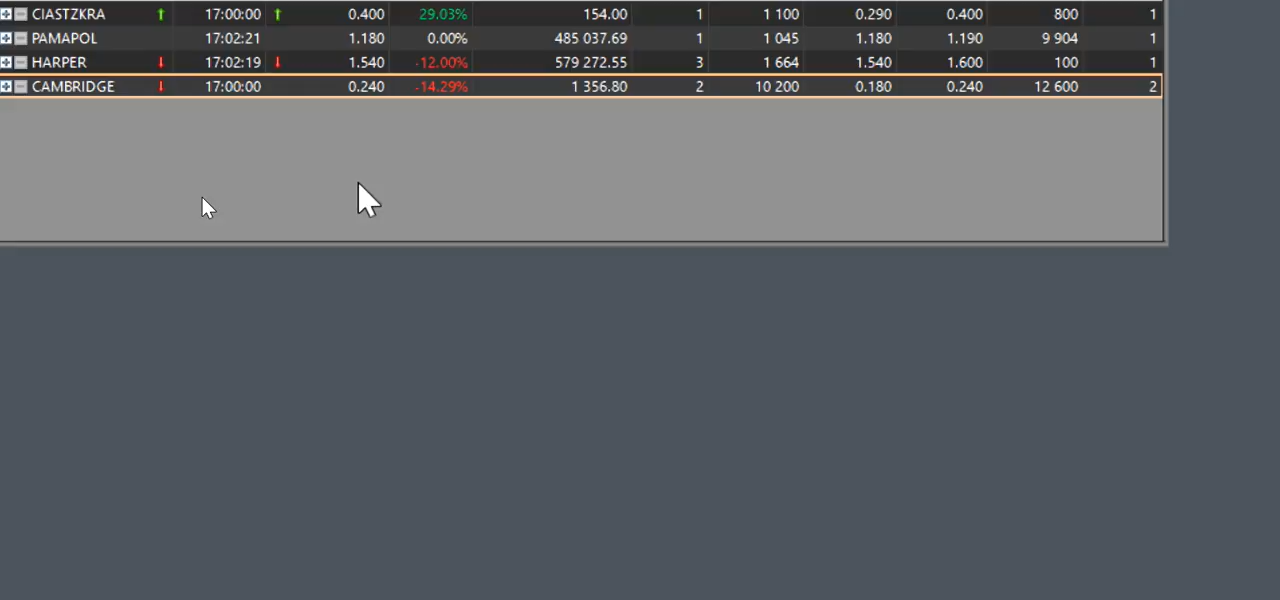 CIASTZKRA 17:00:00 0.400 29.03% 154.00 1 1 100 0.290 0.400 800 1
PAMAPOL 17:02:21 1.180 0.00% 485 037.69 1 1 045 1.180 1.190 9 904 1
HARPER 17:02:19 1.540 -12.00% 579 272.55 3 1 664 1.540 1.600 100 1
CAMBRIDGE 17:00:00 0.240 -14.29% 1 356.80 2 10 200 0.180 0.240 12 600 2